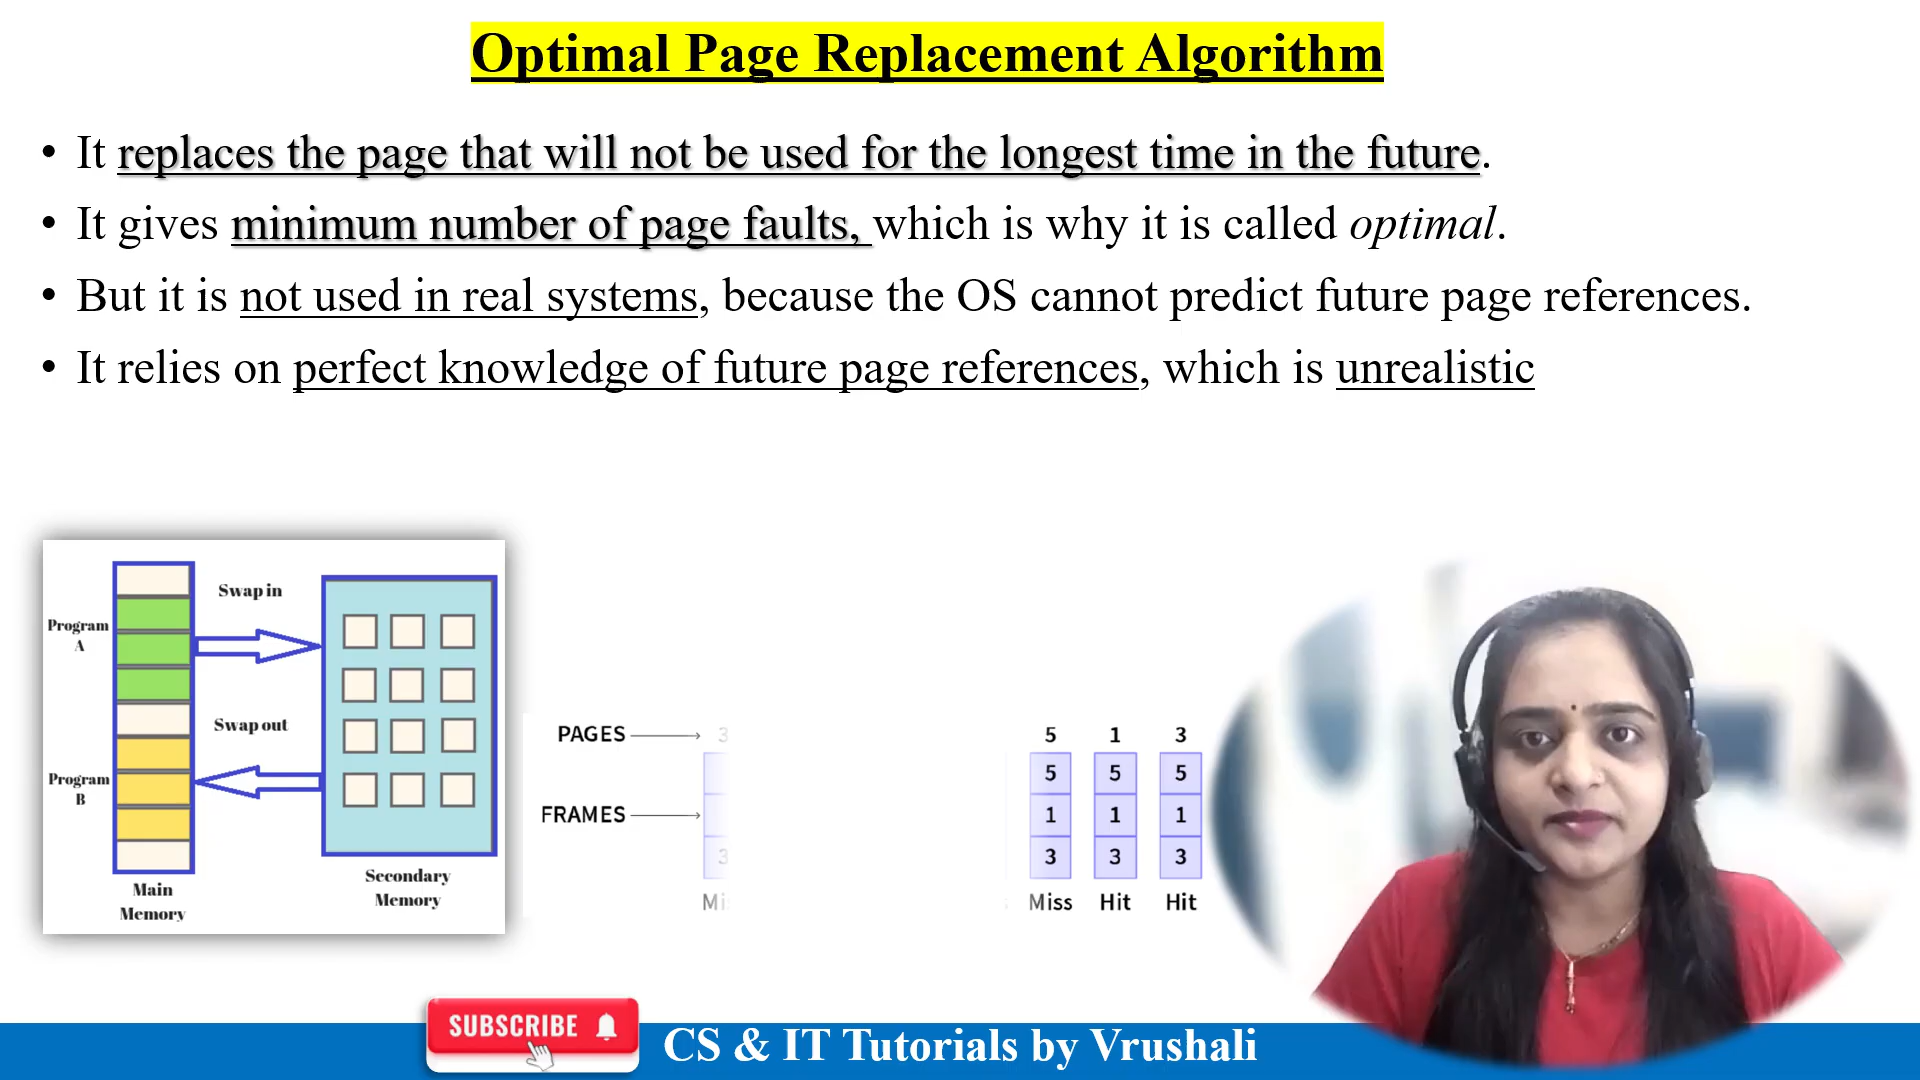 Optimal Page Replacement Algorithm
• It replaces the page that will not be used for the longest time in the future.
• It gives minimum number of page faults, which is why it is called optimal.
• But it is not used in real systems, because the OS cannot predict future page references.
• It relies on perfect knowledge of future page references, which is unrealistic
Swap in
Program
A
Swap out
Program
B
Main
Memory
Secondary
Memory
PAGES 3 5 1 3
5 5 5
FRAMES 1 1 1
3 3 3 3
Miss Hit Hit
SUBSCRIBE
CS & IT Tutorials by Vrushali